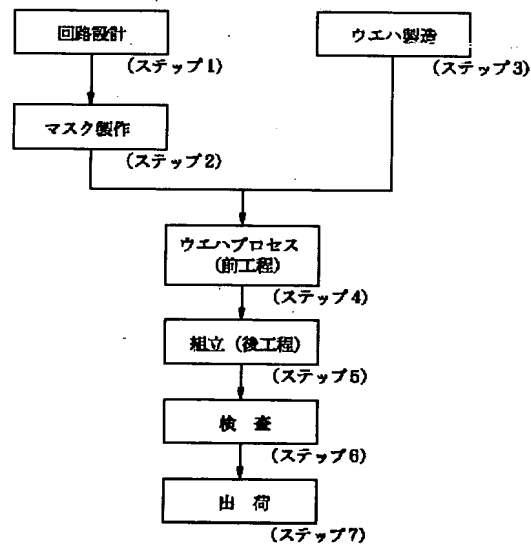 回路設計
(ステップ1)
ウエハ製造
(ステップ3)
マスク製作
(ステップ2)
ウエハプロセス
(前工程)
(ステップ4)
組立(後工程)
(ステップ5)
検 査
(ステップ6)
出 荷
(ステップ7)